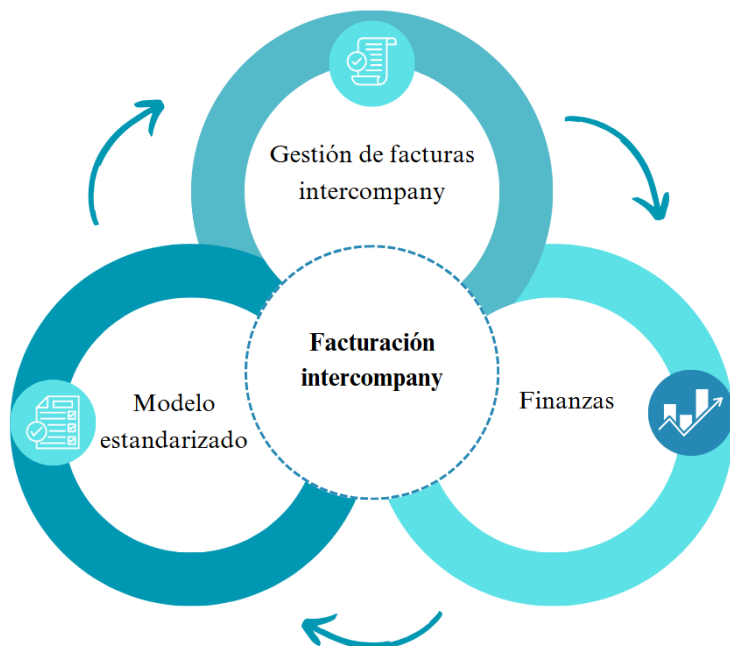 Gestión de facturas
intercompany
Facturación
intercompany
Modelo
estandarizado
Finanzas